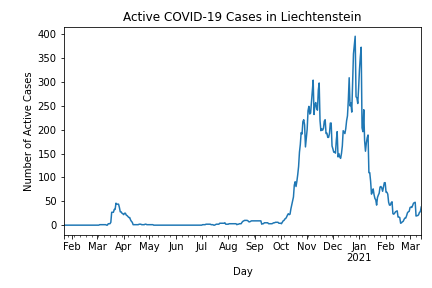 Active COVID-19 Cases in Liechtenstein
Number of Active Cases
400
350
300
250
200
150
100
50
0
Feb Mar Apr May Jun Jul Aug Sep Oct Nov Dec Jan Feb Mar
2021
Day